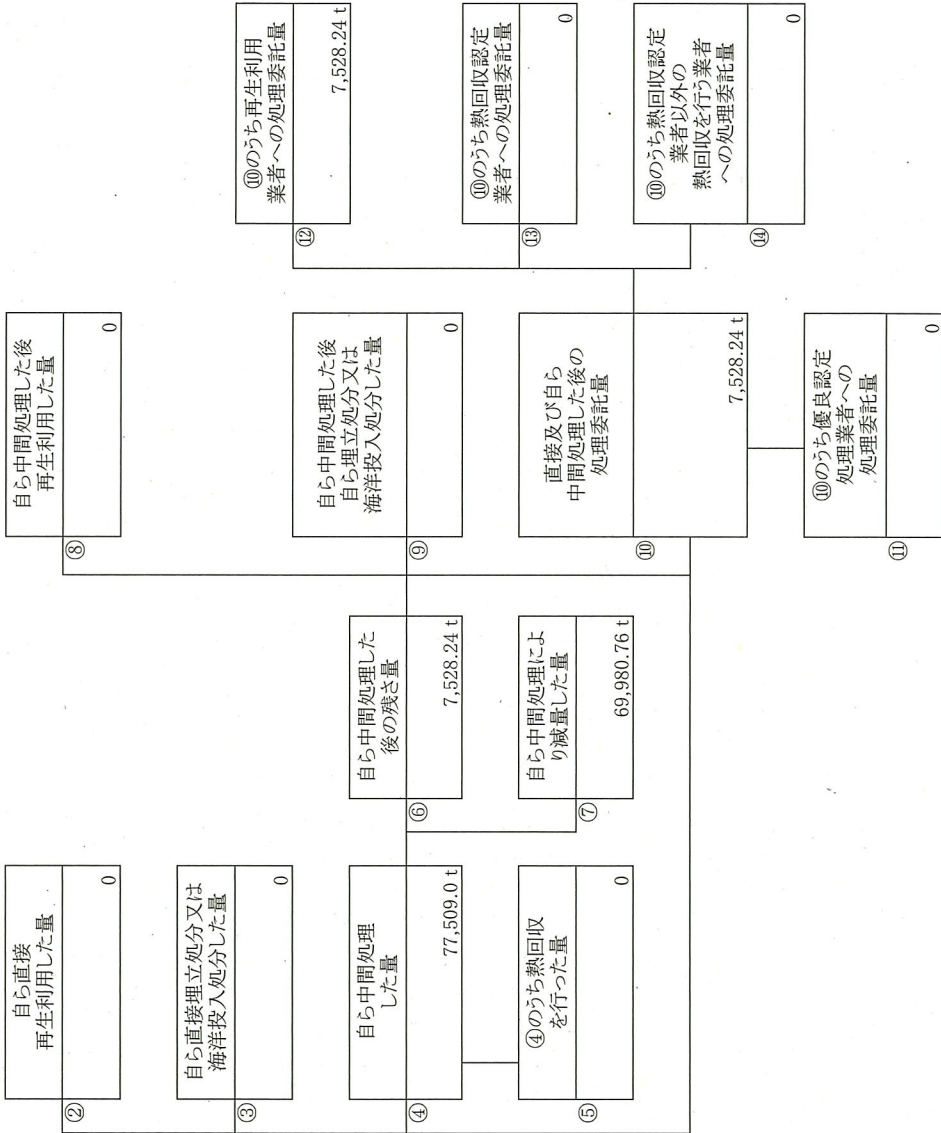 ②
自ら直接
再生利用した量
0
③
自ら直接埋立処分又は
海洋投入処分した量
0
④
自ら中間処理
した量
77,509.0 t
⑤
④のうち熱回収
を行った量
0
⑥
自ら中間処理した
後の残さ量
7,528.24 t
⑦
自ら中間処理によ
り減量した量
69,980.76 t
⑧
自ら中間処理した後
再生利用した量
0
⑨
自ら中間処理した後
自ら埋立処分又は
海洋投入処分した量
0
⑩
直接及び自ら
中間処理した後の
処理委託量
7,528.24 t
⑪
⑩のうち優良認定
処理業者への
処理委託量
0
⑫
⑩のうち再生利用
業者への処理委託量
7,528.24 t
⑬
⑩のうち熱回収認定
業者への処理委託量
0
⑭
⑩のうち熱回収認定
業者以外の
熱回収を行う業者
への処理委託量
0